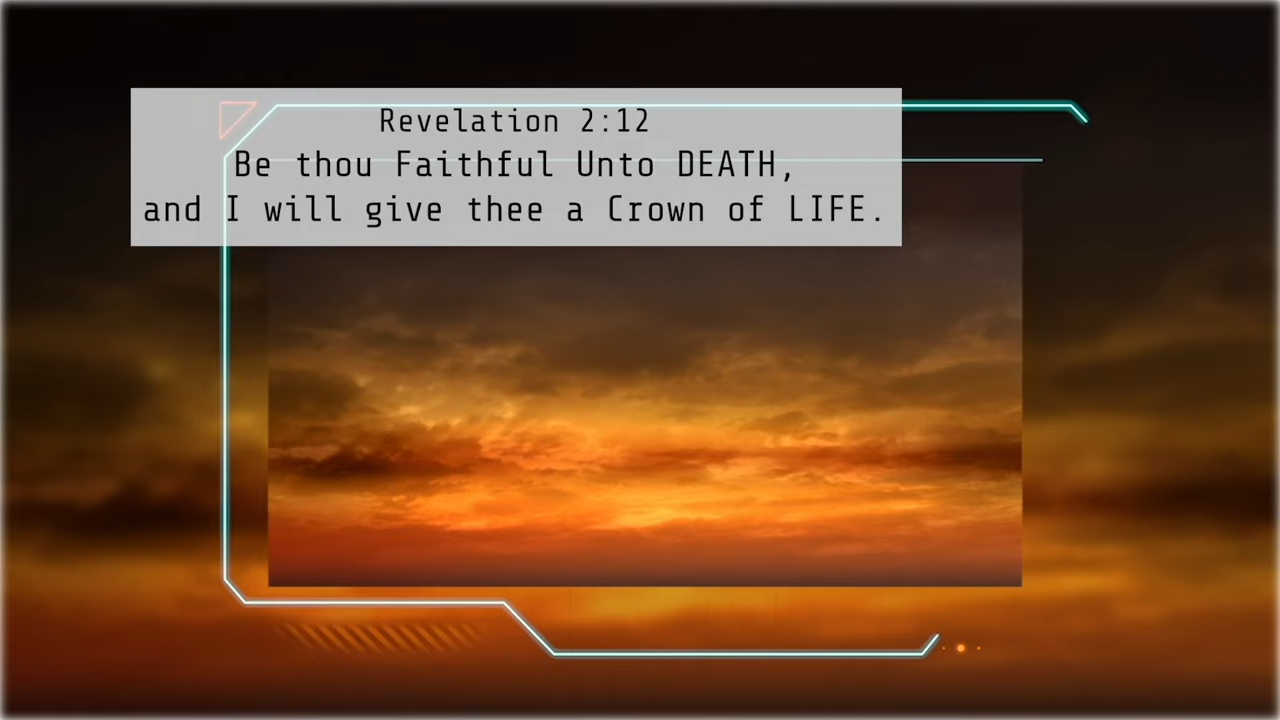 Revelation 2:12
Be thou Faithful Unto DEATH,
and I will give thee a Crown of LIFE.